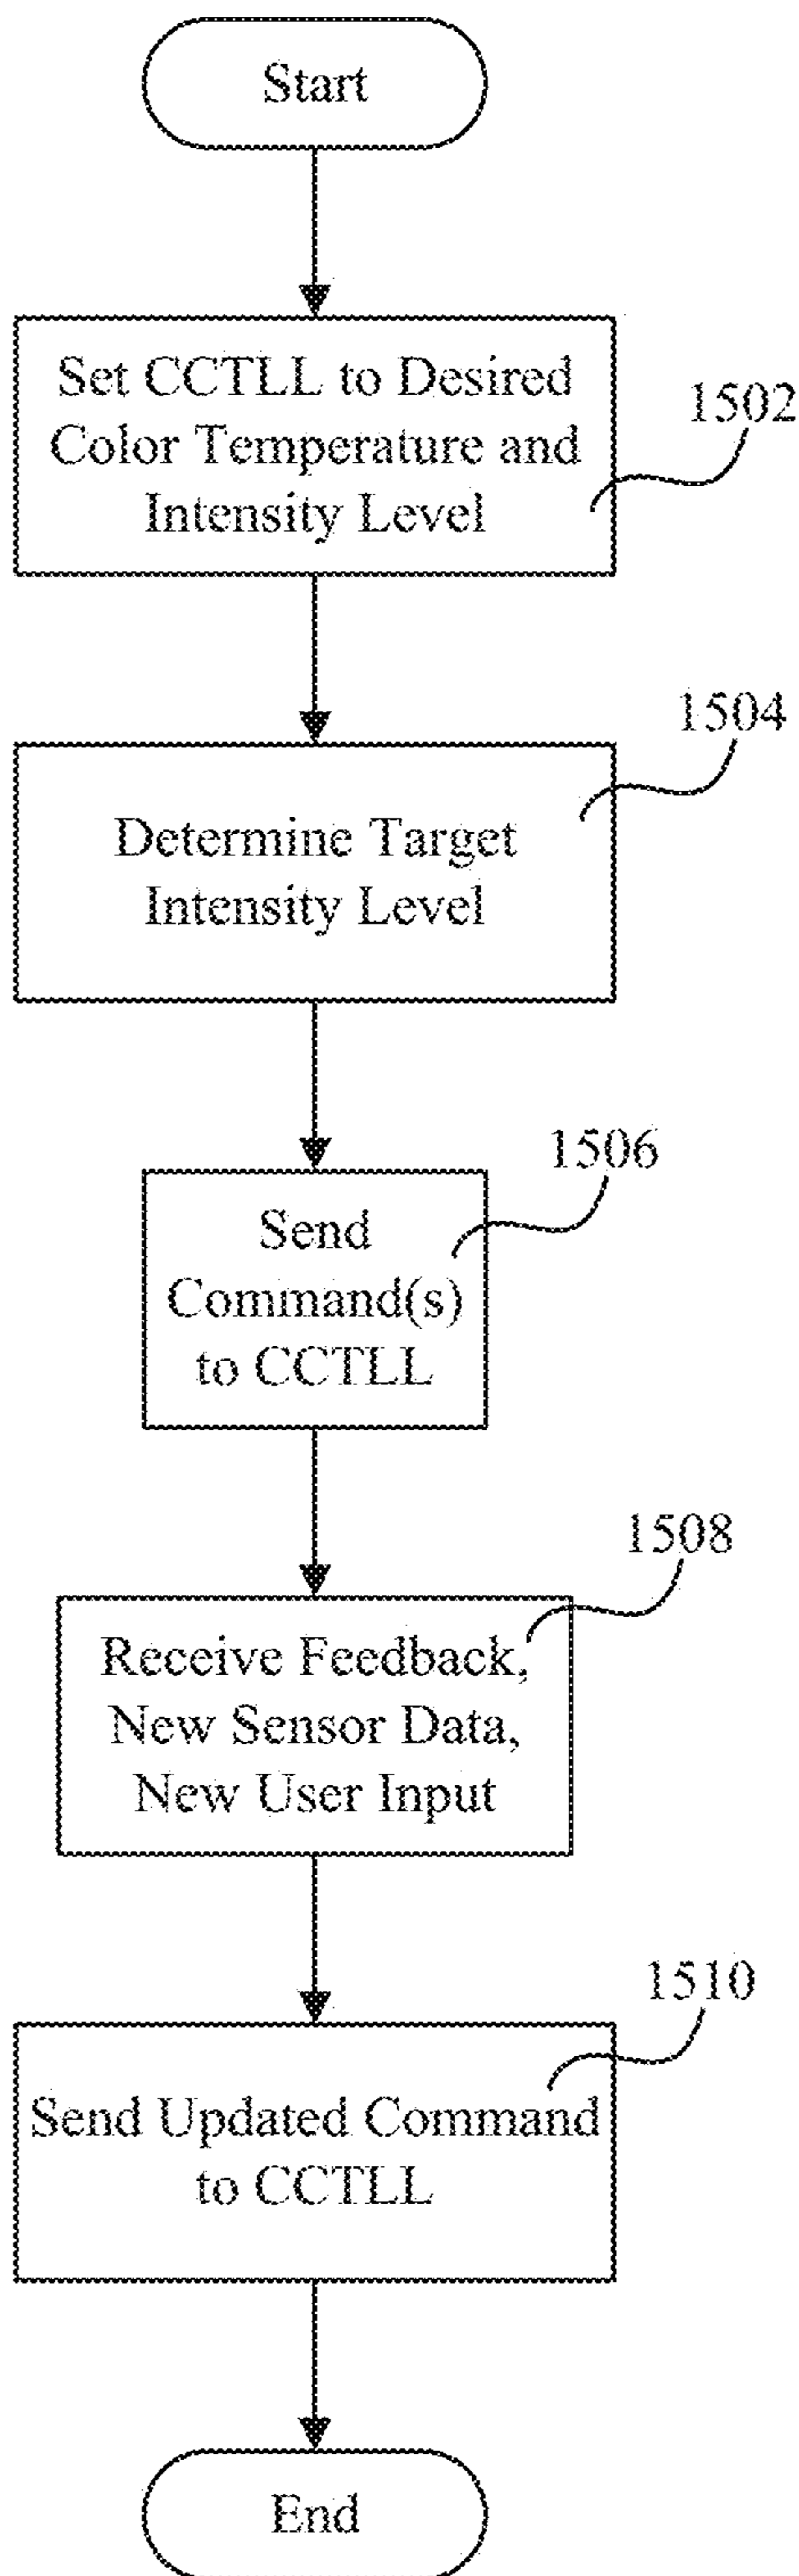 Start
Set CCTLL to Desired
Color Temperature and
Intensity Level
1502
Determine Target
Intensity Level
1504
Send
Command(s)
to CCTLL
1506
Receive Feedback,
New Sensor Data,
New User Input
1508
Send Updated Command
to CCTLL
1510
End